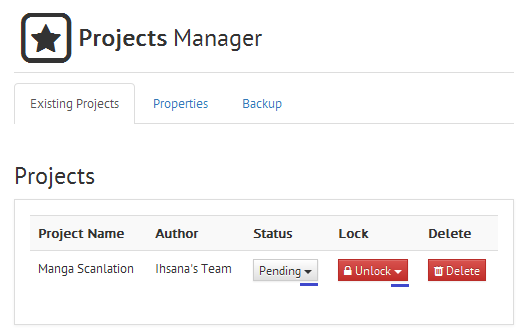 Projects Manager
Existing Projects Properties Backup
Projects
Project Name Author Status Lock Delete
Manga Scanlation Ihsana's Team Pending Unlock Delete